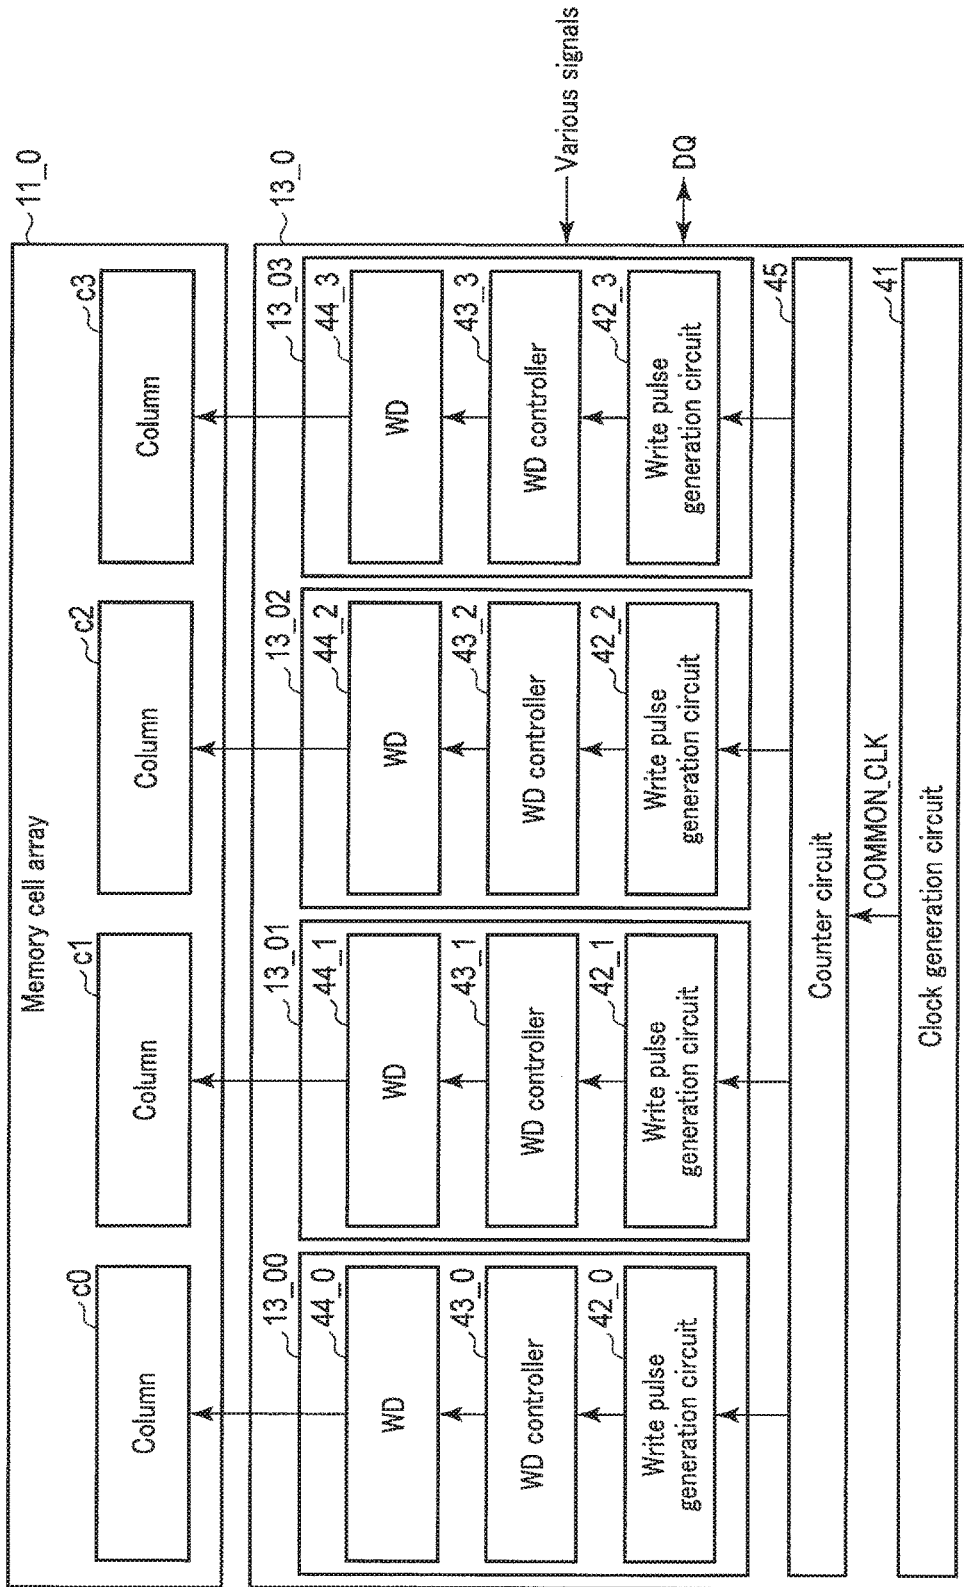 11_0
Memory cell array
c0
c1
c2
c3
Column
Column
Column
Column
13_0
13_00
13_01
13_02
13_03
44_0
44_1
44_2
44_3
WD
WD
WD
WD
43_0
43_1
43_2
43_3
WD controller
WD controller
WD controller
WD controller
Various signals
42_0
42_1
42_2
42_3
Write pulse
generation circuit
Write pulse
generation circuit
Write pulse
generation circuit
Write pulse
generation circuit
DQ
45
Counter circuit
COMMON_CLK
41
Clock generation circuit